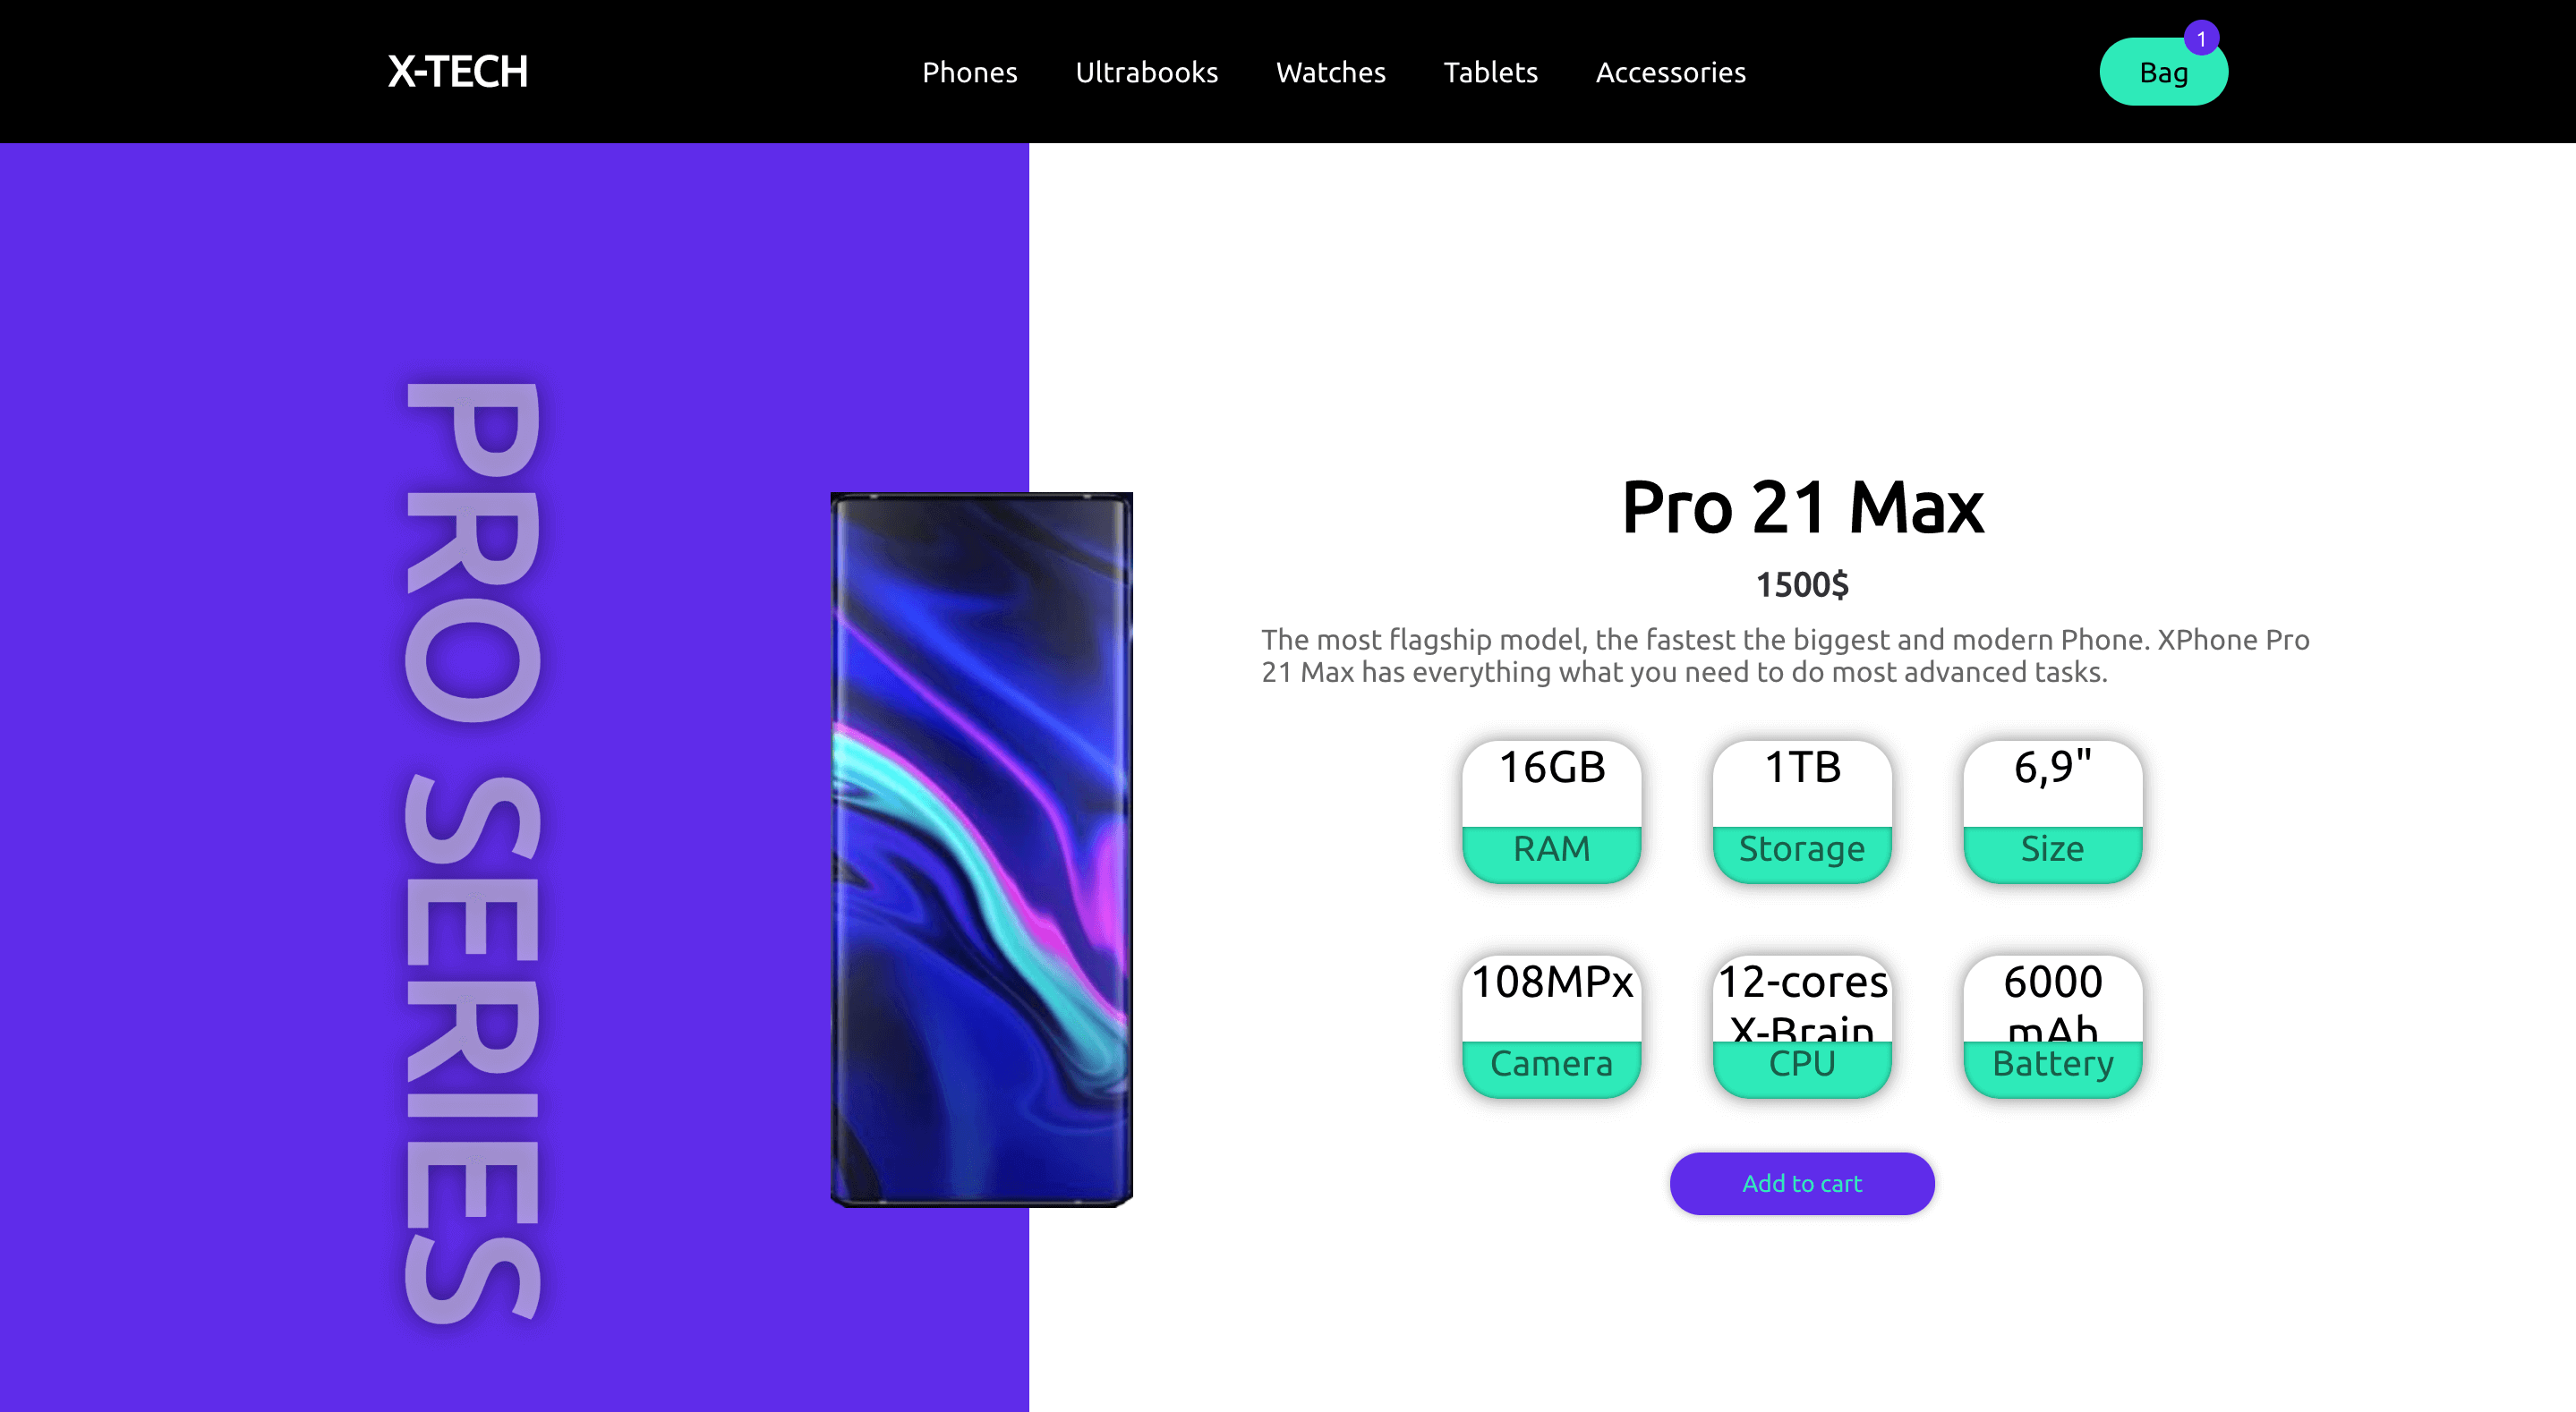 X-TECH
Phones
Ultrabooks
Watches
Tablets
Accessories
Bag
1
PRO SERIES
Pro 21 Max
1500$
The most flagship model, the fastest the biggest and modern Phone. XPhone Pro
21 Max has everything what you need to do most advanced tasks.
16GB
RAM
1TB
Storage
6,9"
Size
108MPx
Camera
12-cores
X-Brain
CPU
6000
mAh
Battery
Add to cart